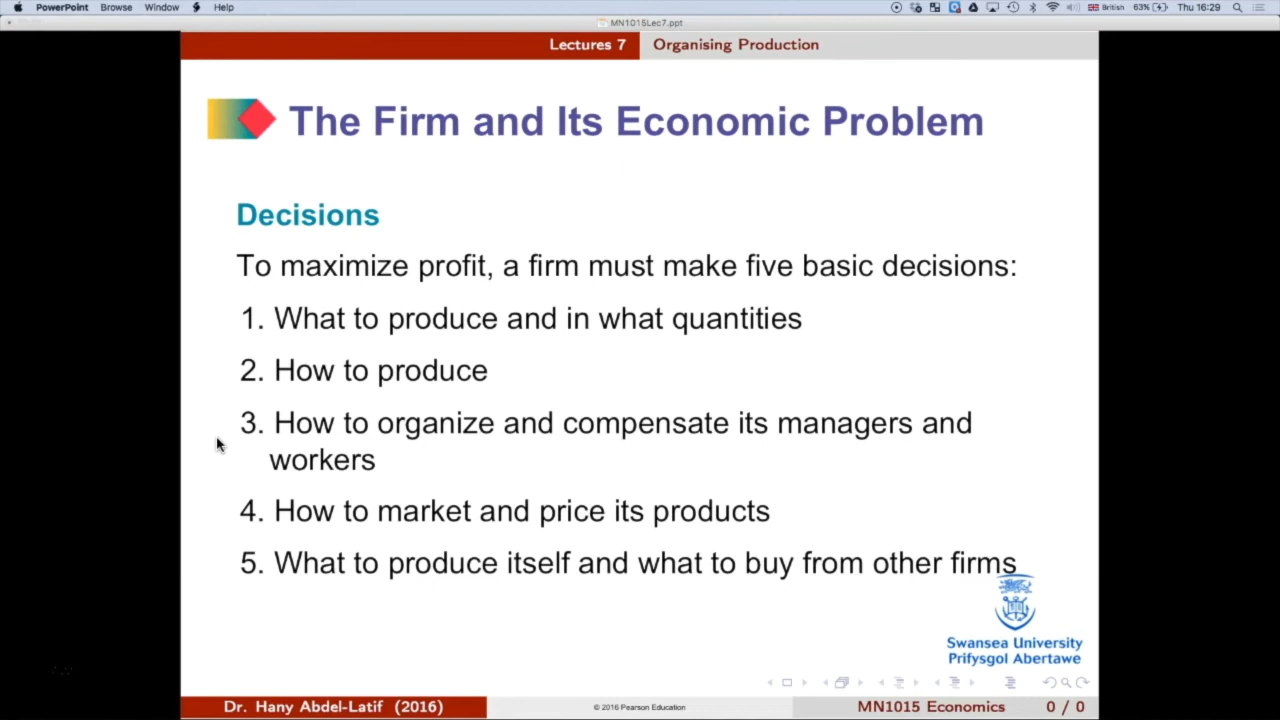 PowerPoint Browse Window Help British 63% Thu 16:29
MN1015Lec7.ppt
Lectures 7 Organising Production
The Firm and Its Economic Problem
Decisions
To maximize profit, a firm must make five basic decisions:
1. What to produce and in what quantities
2. How to produce
3. How to organize and compensate its managers and
workers
4. How to market and price its products
5. What to produce itself and what to buy from other firms
Swansea University
Prifysgol Abertawe
Dr. Hany Abdel-Latif (2016) © 2016 Pearson Education MN1015 Economics 0 / 0